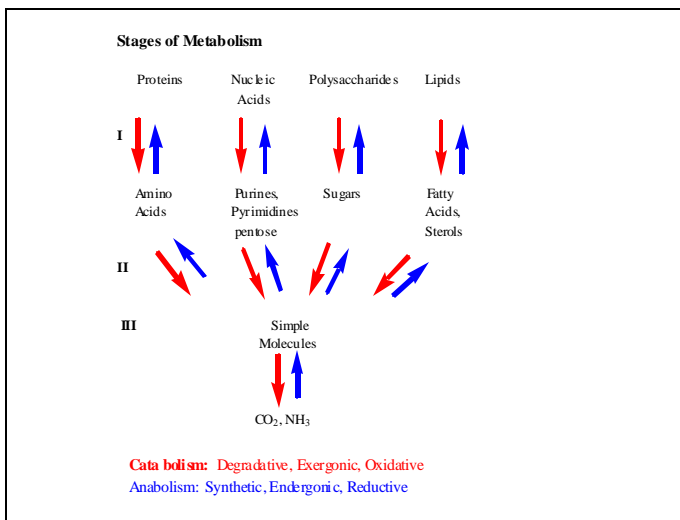 Stages of Metabolism
Proteins Nucleic Acids Polysaccharides Lipids
I
Amino Acids Purines, Pyrimidines pentose Sugars Fatty Acids, Sterols
II
III Simple Molecules
CO2, NH3
Catabolism: Degradative, Exergonic, Oxidative
Anabolism: Synthetic, Endergonic, Reductive